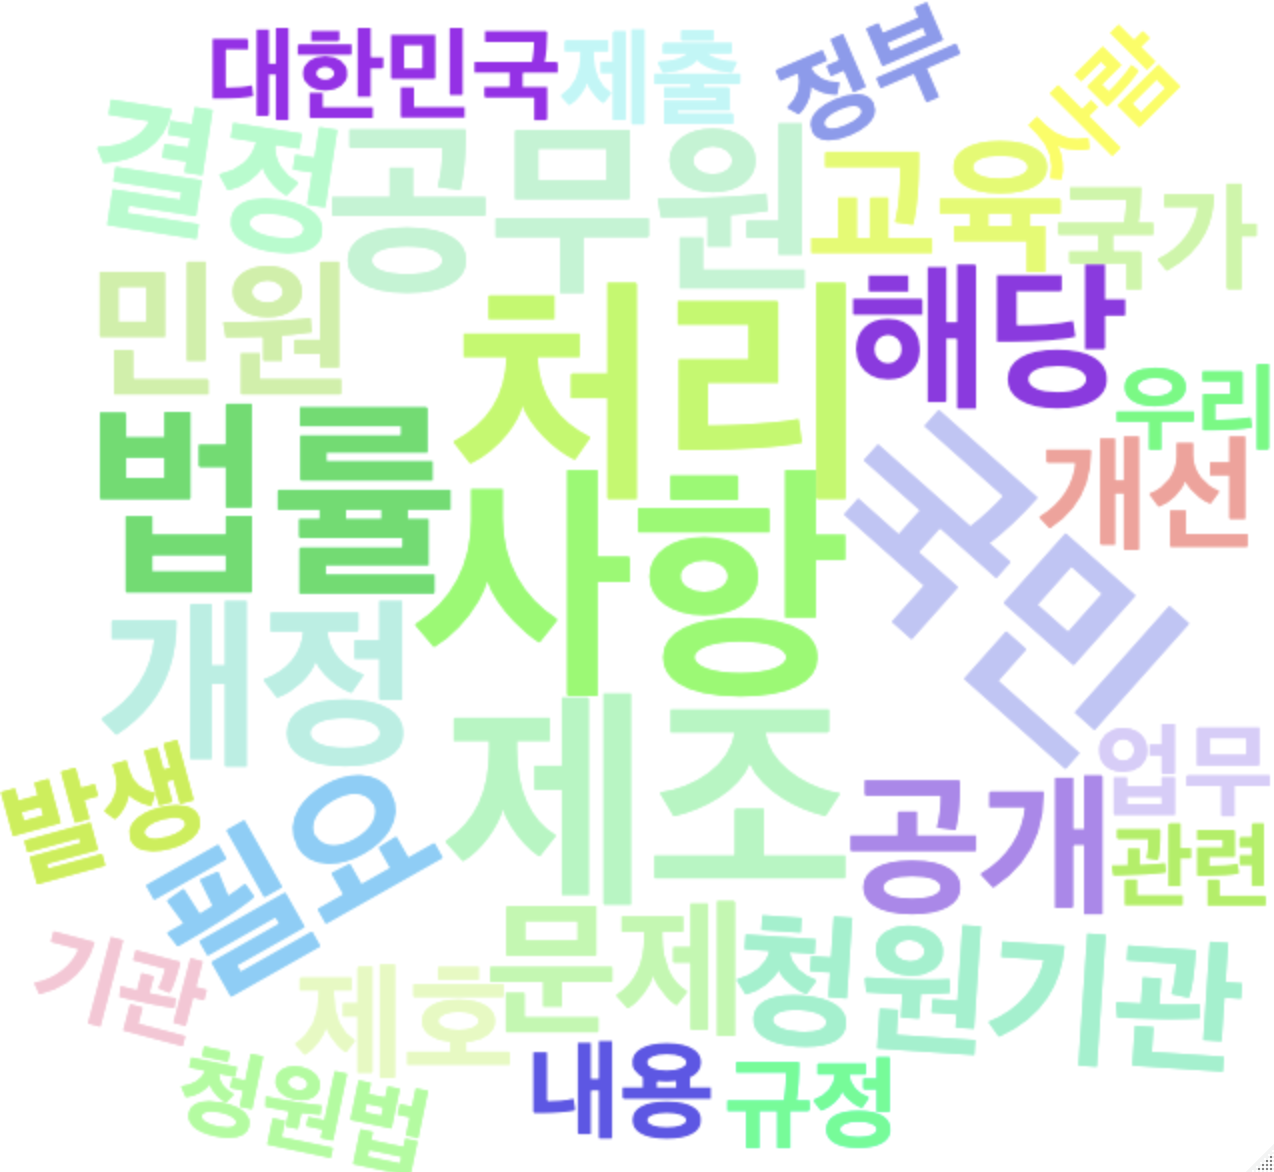 대한민국 제출 정부 사람
결정 공무원 교육 국가
민원 처리 해당
우리
법률 사항 국민 개선
개정 제조 업무
발생 필요 공개 관련
기관 제호 문제 청원기관
청원법 내용 규정